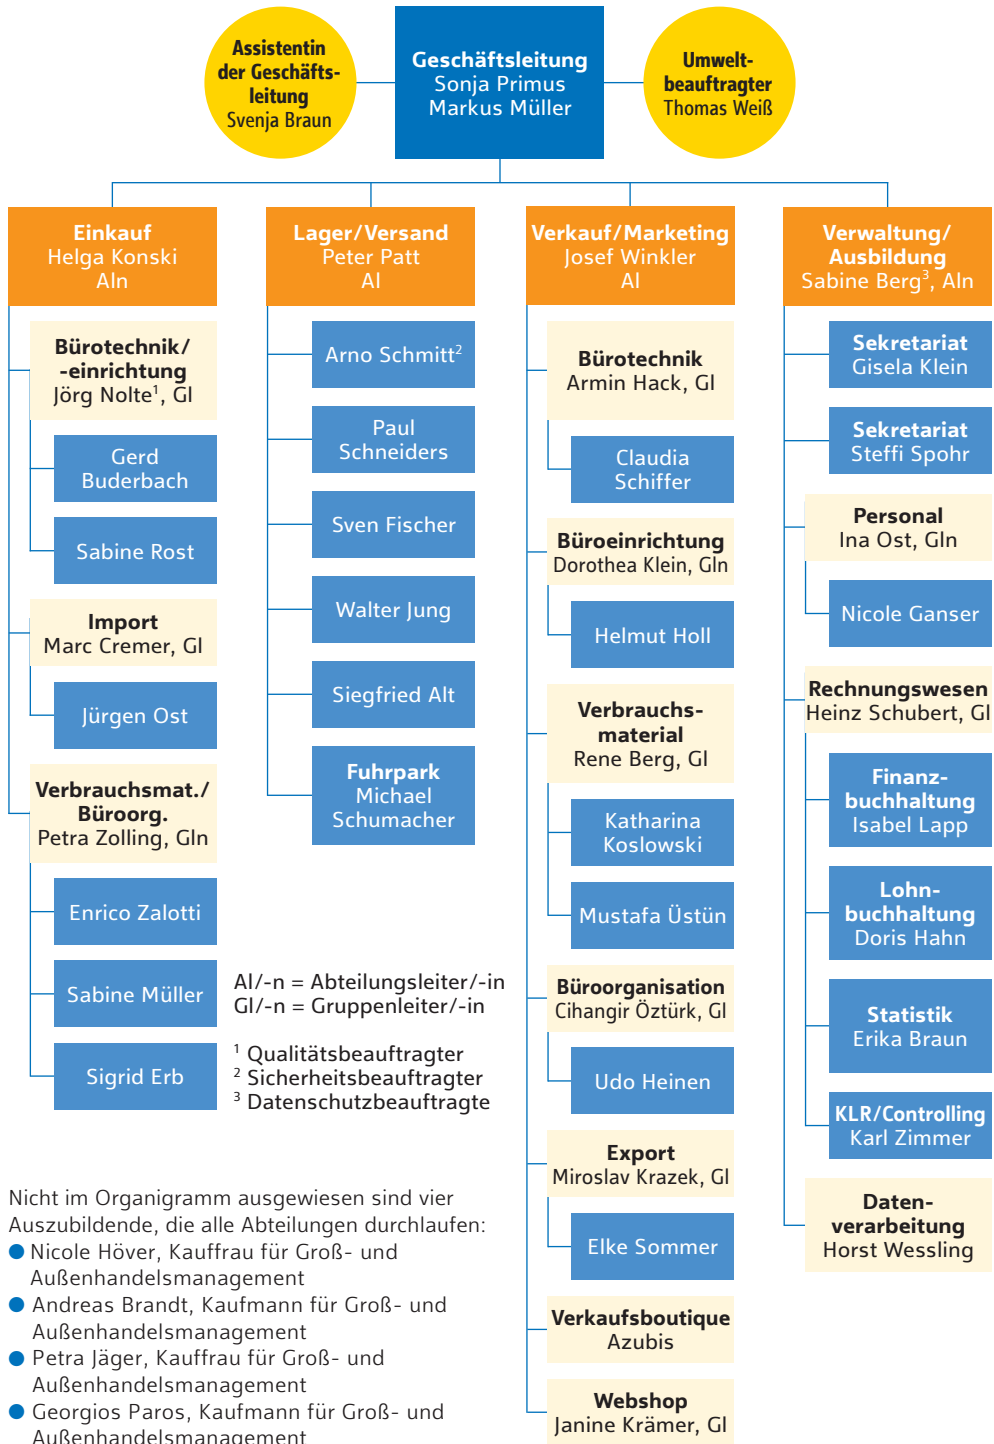 Assistentin
der Geschäfts-
leitung
Svenja Braun
Geschäftsleitung
Sonja Primus
Markus Müller
Umwelt-
beauftragter
Thomas Weiß
Einkauf
Helga Konski
Aln
Bürotechnik/
-einrichtung
Jörg Nolte¹, Gl
Gerd
Buderbach
Sabine Rost
Import
Marc Cremer, Gl
Jürgen Ost
Verbrauchsmat./
Büroorg.
Petra Zolling, Gln
Enrico Zalotti
Sabine Müller
Sigrid Erb
Lager/Versand
Peter Patt
Al
Arno Schmitt²
Paul
Schneiders
Sven Fischer
Walter Jung
Siegfried Alt
Fuhrpark
Michael
Schumacher
Verkauf/Marketing
Josef Winkler
Al
Bürotechnik
Armin Hack, Gl
Claudia
Schiffer
Büroeinrichtung
Dorothea Klein, Gln
Helmut Holl
Verbrauchs-
material
Rene Berg, Gl
Katharina
Koslowski
Mustafa Üstün
Büroorganisation
Cihangir Öztürk, Gl
Udo Heinen
Export
Miroslav Krazek, Gl
Elke Sommer
Verkaufsboutique
Azubis
Webshop
Janine Krämer, Gl
Verwaltung/
Ausbildung
Sabine Berg³, Aln
Sekretariat
Gisela Klein
Sekretariat
Steffi Spohr
Personal
Ina Ost, Gln
Nicole Ganser
Rechnungswesen
Heinz Schubert, Gl
Finanz-
buchhaltung
Isabel Lapp
Lohn-
buchhaltung
Doris Hahn
Statistik
Erika Braun
KLR/Controlling
Karl Zimmer
Daten-
verarbeitung
Horst Wessling
Al/-n = Abteilungsleiter/-in
Gl/-n = Gruppenleiter/-in
¹ Qualitätsbeauftragter
² Sicherheitsbeauftragter
³ Datenschutzbeauftragte
Nicht im Organigramm ausgewiesen sind vier
Auszubildende, die alle Abteilungen durchlaufen:
● Nicole Höver, Kauffrau für Groß- und
Außenhandelsmanagement
● Andreas Brandt, Kaufmann für Groß- und
Außenhandelsmanagement
● Petra Jäger, Kauffrau für Groß- und
Außenhandelsmanagement
● Georgios Paros, Kaufmann für Groß- und
Außenhandelsmanagement